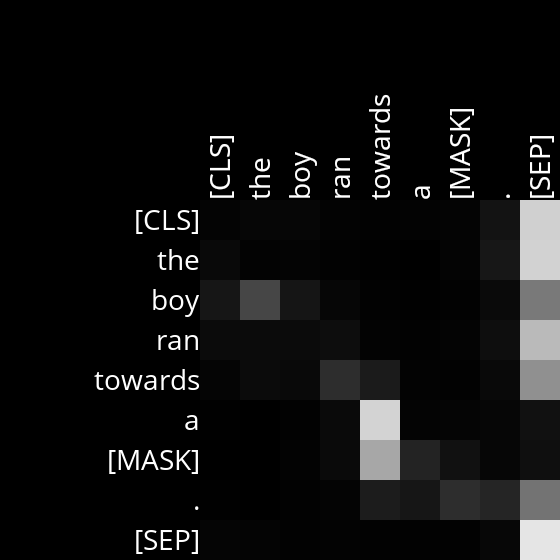 [CLS] the boy ran towards a [MASK] . [SEP]
[CLS]
the
boy
ran
towards
a
[MASK]
.
[SEP]